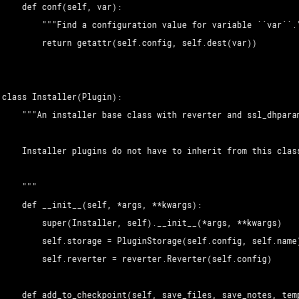 def conf(self, var):
"""Find a configuration value for variable ``var``."
return getattr(self.config, self.dest(var))
class Installer(Plugin):
"""An installer base class with reverter and ssl_dhparam
Installer plugins do not have to inherit from this class
"""
def __init__(self, *args, **kwargs):
super(Installer, self).__init__(*args, **kwargs)
self.storage = PluginStorage(self.config, self.name)
self.reverter = reverter.Reverter(self.config)
def add_to_checkpoint(self, save_files, save_notes, temp